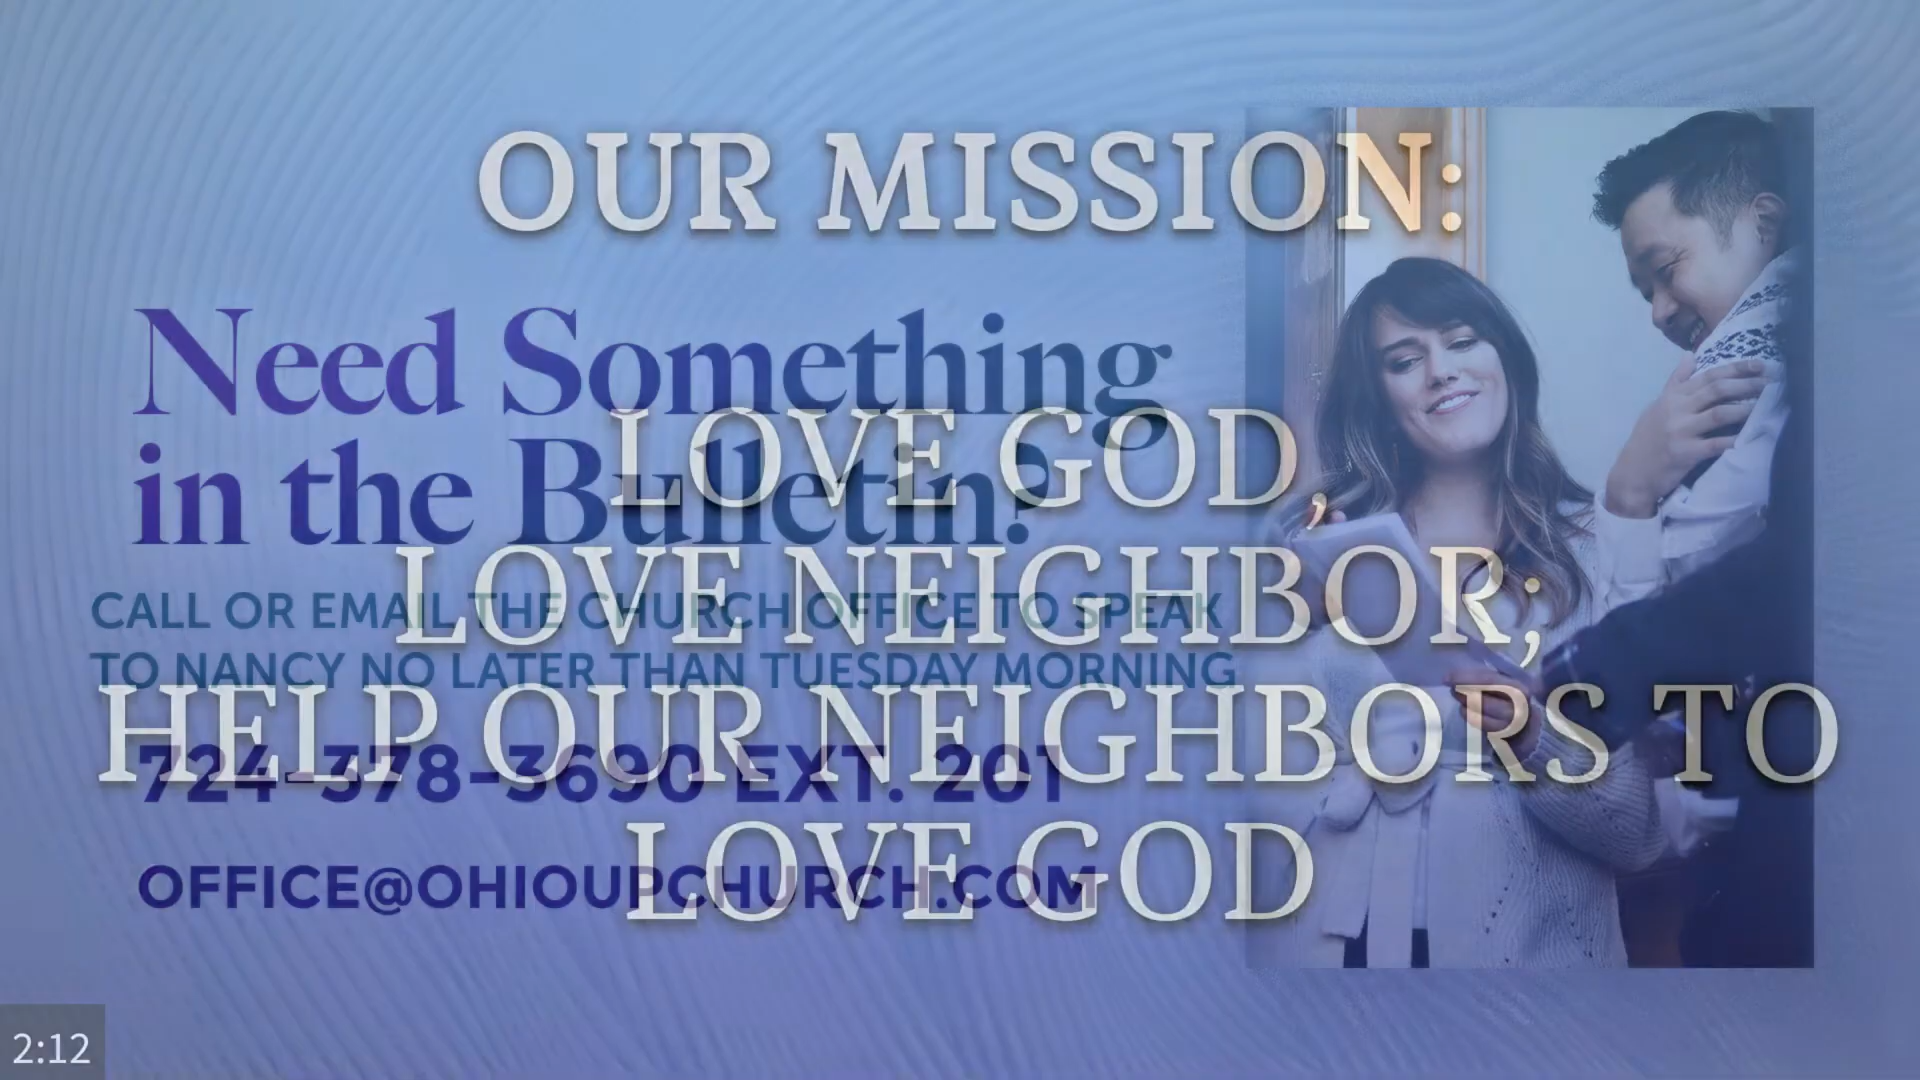 OUR MISSION:
LOVE GOD,
LOVE NEIGHBOR;
HELP OUR NEIGHBORS TO
LOVE GOD
Need Something
in the Bulletin?
CALL OR EMAIL THE CHURCH OFFICE TO SPEAK
TO NANCY NO LATER THAN TUESDAY MORNING
724-378-3690 EXT. 201
OFFICE@OHIOUPCHURCH.COM
2:12